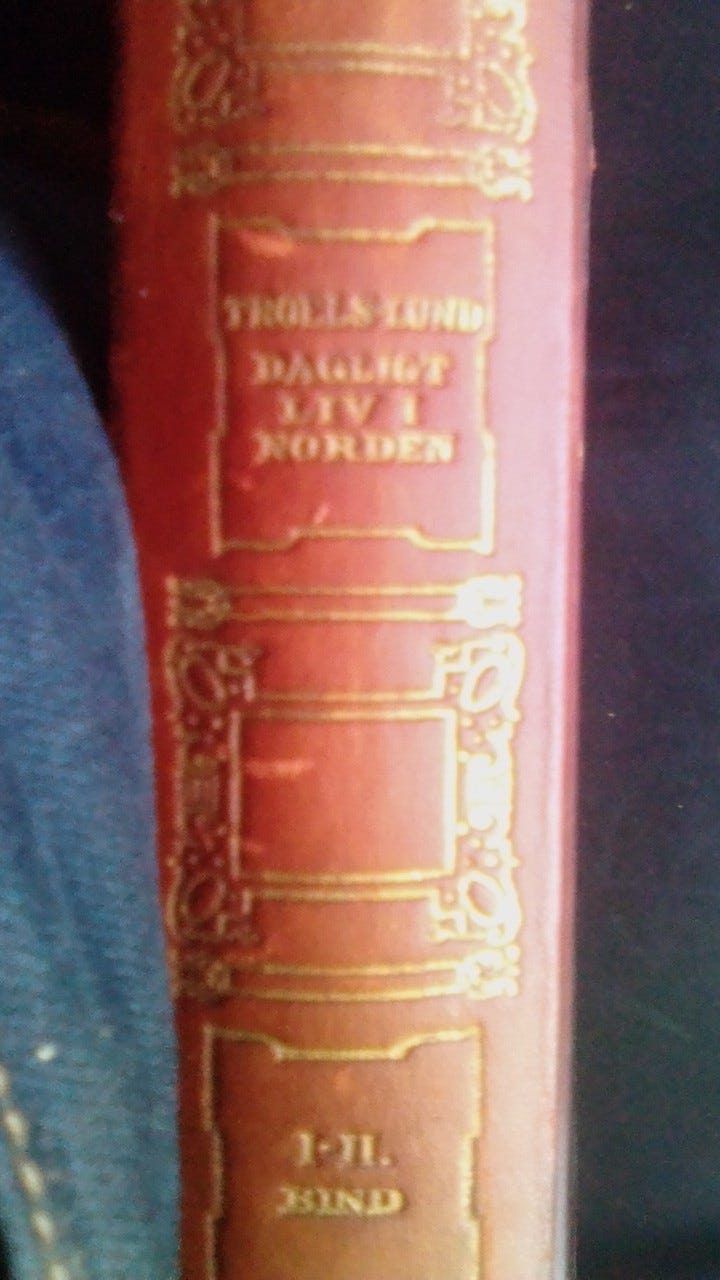 TROELS-LUND
DAGLIGT
LIV I
NORDEN
I-II.
BIND